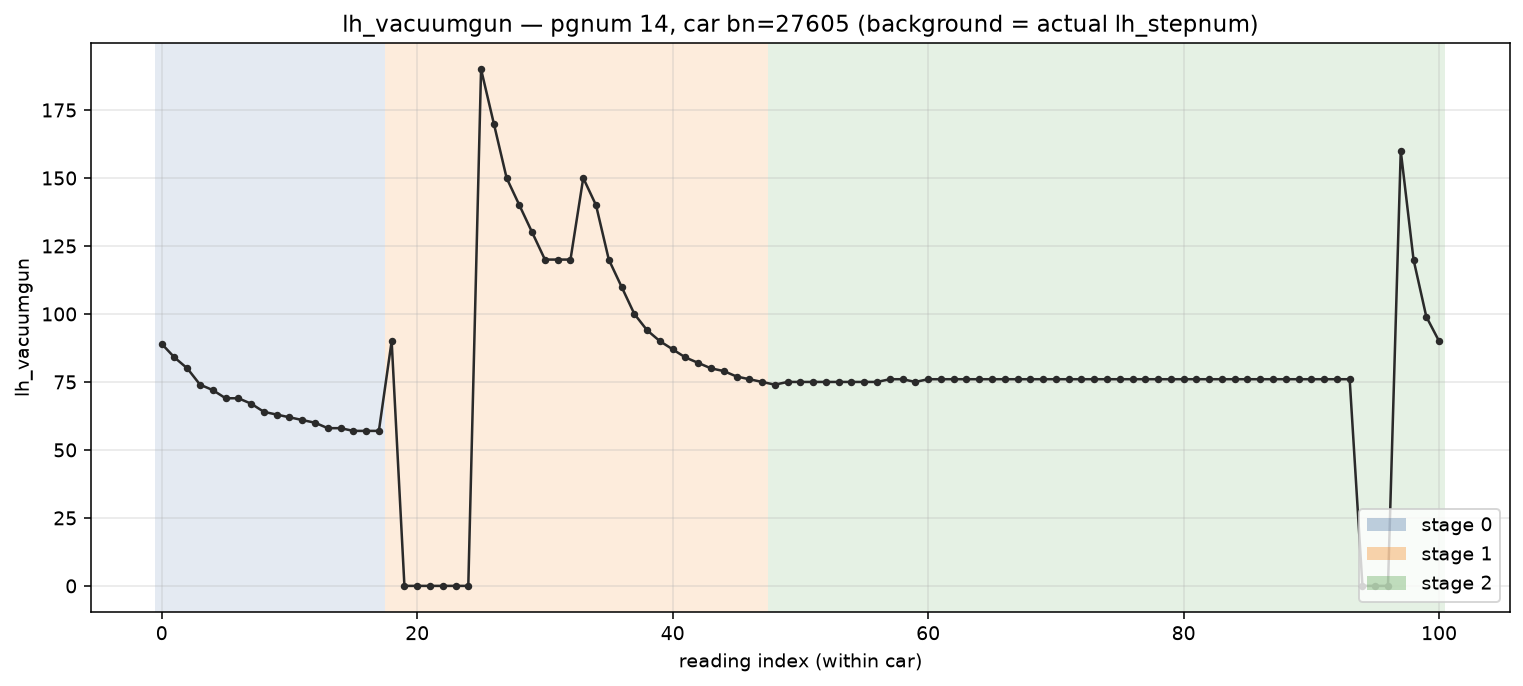 lh_vacuumgun — pgnum 14, car bn=27605 (background = actual lh_stepnum)
lh_vacuumgun
175
150
125
100
75
50
25
0
0
20
40
60
80
100
reading index (within car)
stage 0
stage 1
stage 2